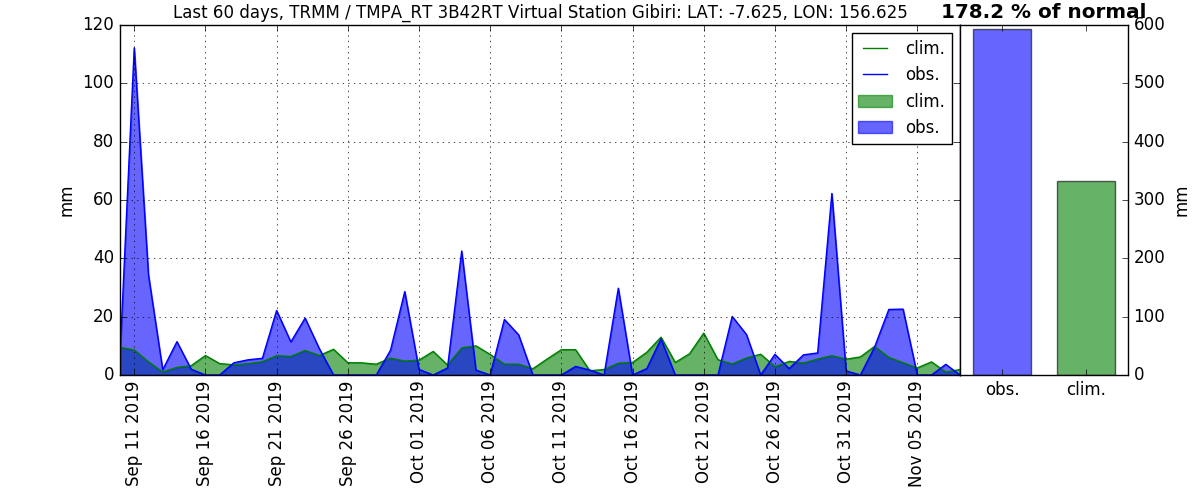 Last 60 days, TRMM / TMPA_RT 3B42RT Virtual Station Gibiri: LAT: -7.625, LON: 156.625
178.2 % of normal
120
100
80
60
40
20
0
mm
clim.
obs.
clim.
obs.
600
500
400
300
200
100
0
mm
Sep 11 2019
Sep 16 2019
Sep 21 2019
Sep 26 2019
Oct 01 2019
Oct 06 2019
Oct 11 2019
Oct 16 2019
Oct 21 2019
Oct 26 2019
Oct 31 2019
Nov 05 2019
obs.
clim.